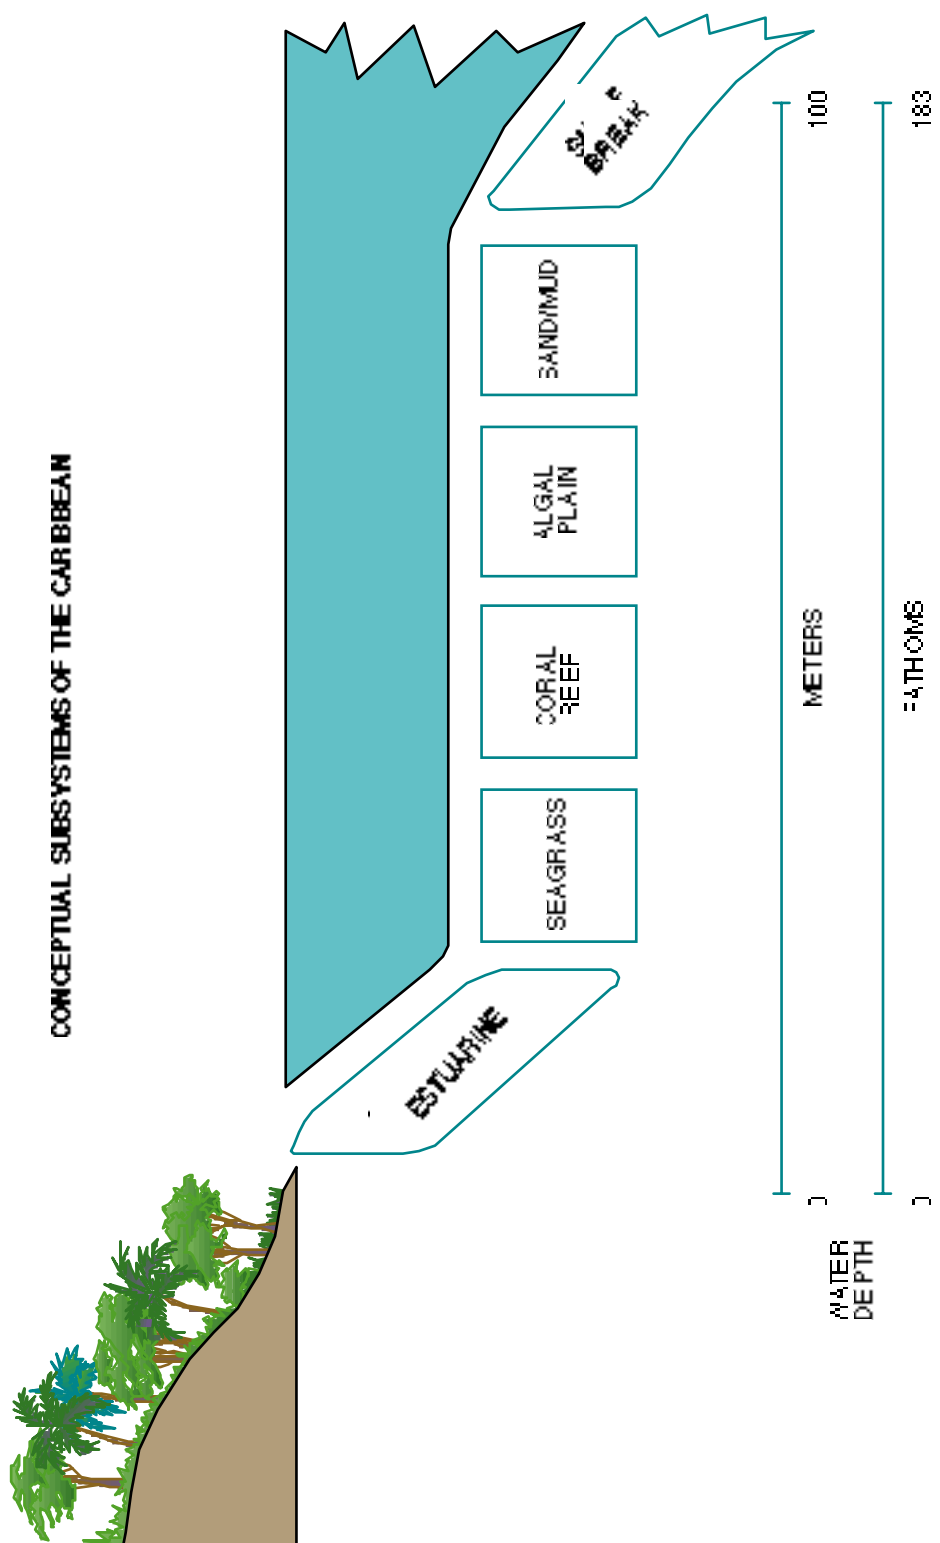 CONCEPTUAL SUBSYSTEMS OF THE CARIBBEAN
ESTUARINE
SEAGRASS
CORAL
REEF
ALGAL
PLAIN
SAND/MUD
BREAK
WATER
DEPTH
0
METERS
100
0
FATHOMS
183